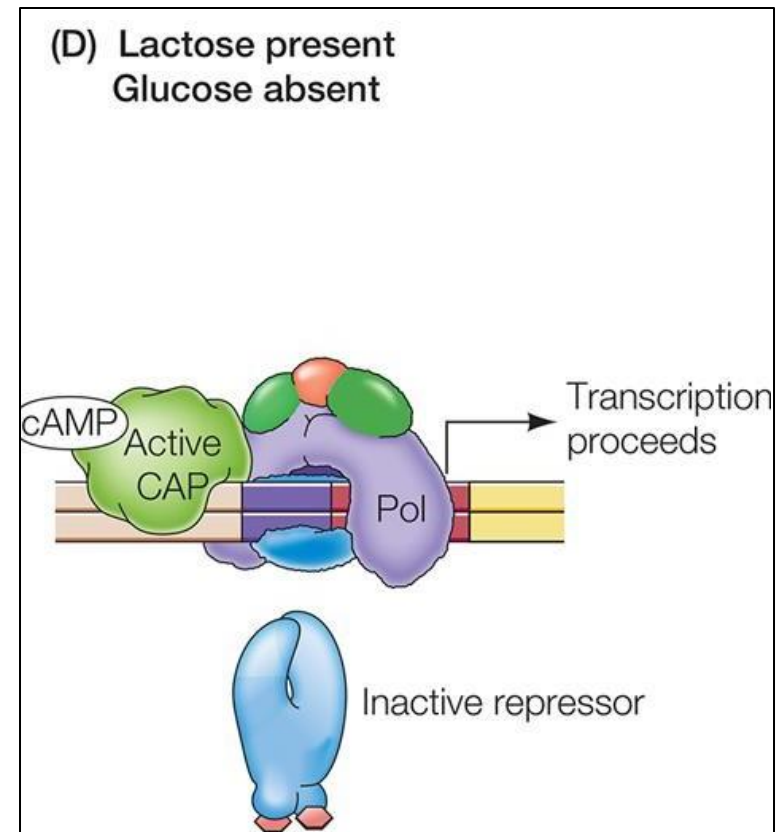 (D) Lactose present
Glucose absent
cAMP
Active
CAP
Pol
Transcription
proceeds
Inactive repressor